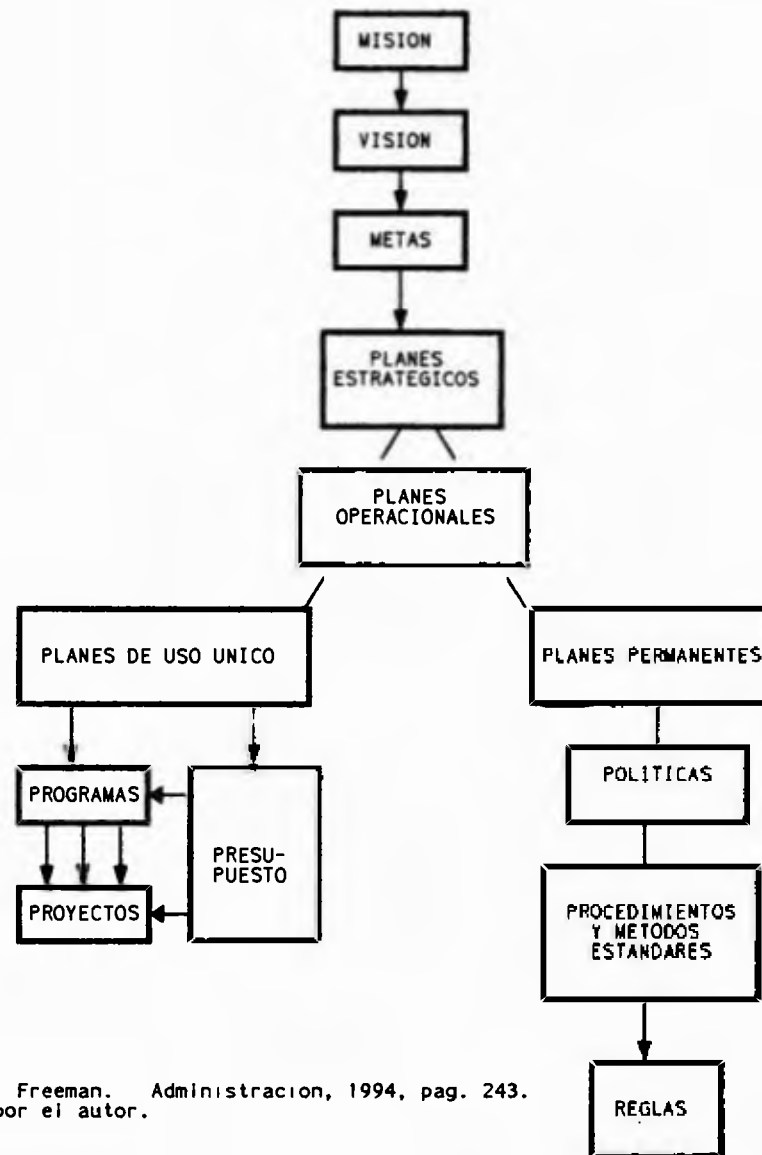 MISION
VISION
METAS
PLANES
ESTRATEGICOS
PLANES
OPERACIONALES
PLANES DE USO UNICO
PLANES PERMANENTES
PROGRAMAS
PRESU-
PUESTO
PROYECTOS
POLITICAS
PROCEDIMIENTOS
Y METODOS
ESTANDARES
REGLAS
Freeman. Administracion, 1994, pag. 243.
por el autor.